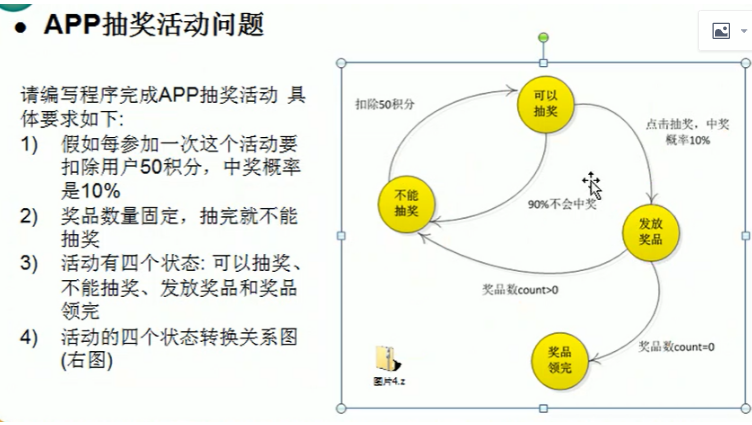 APP抽奖活动问题
请编写程序完成APP抽奖活动 具
体要求如下:
1) 假如每参加一次这个活动要
扣除用户50积分，中奖概率
是10%
2) 奖品数量固定，抽完就不能
抽奖
3) 活动有四个状态: 可以抽奖、
不能抽奖、发放奖品和奖品
领完
4) 活动的四个状态转换关系图
(右图)
扣除50积分
可以
抽奖
点击抽奖，中奖
概率10%
不能
抽奖
90%不会中奖
发放
奖品
奖品数count>0
奖品
领完
奖品数count=0
图片4.z